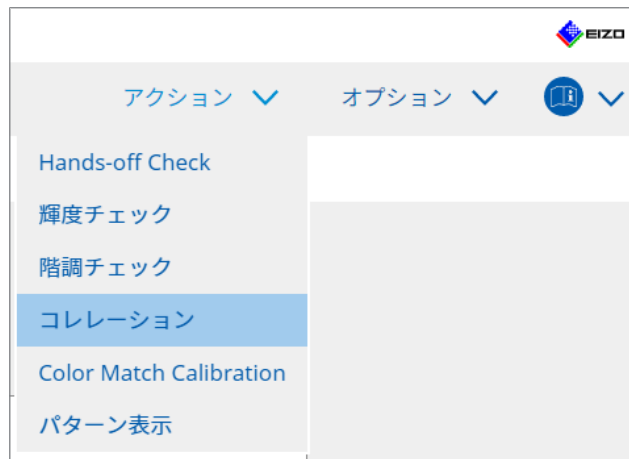 EIZO
アクション オプション
Hands-off Check
輝度チェック
階調チェック
コレレーション
Color Match Calibration
パターン表示